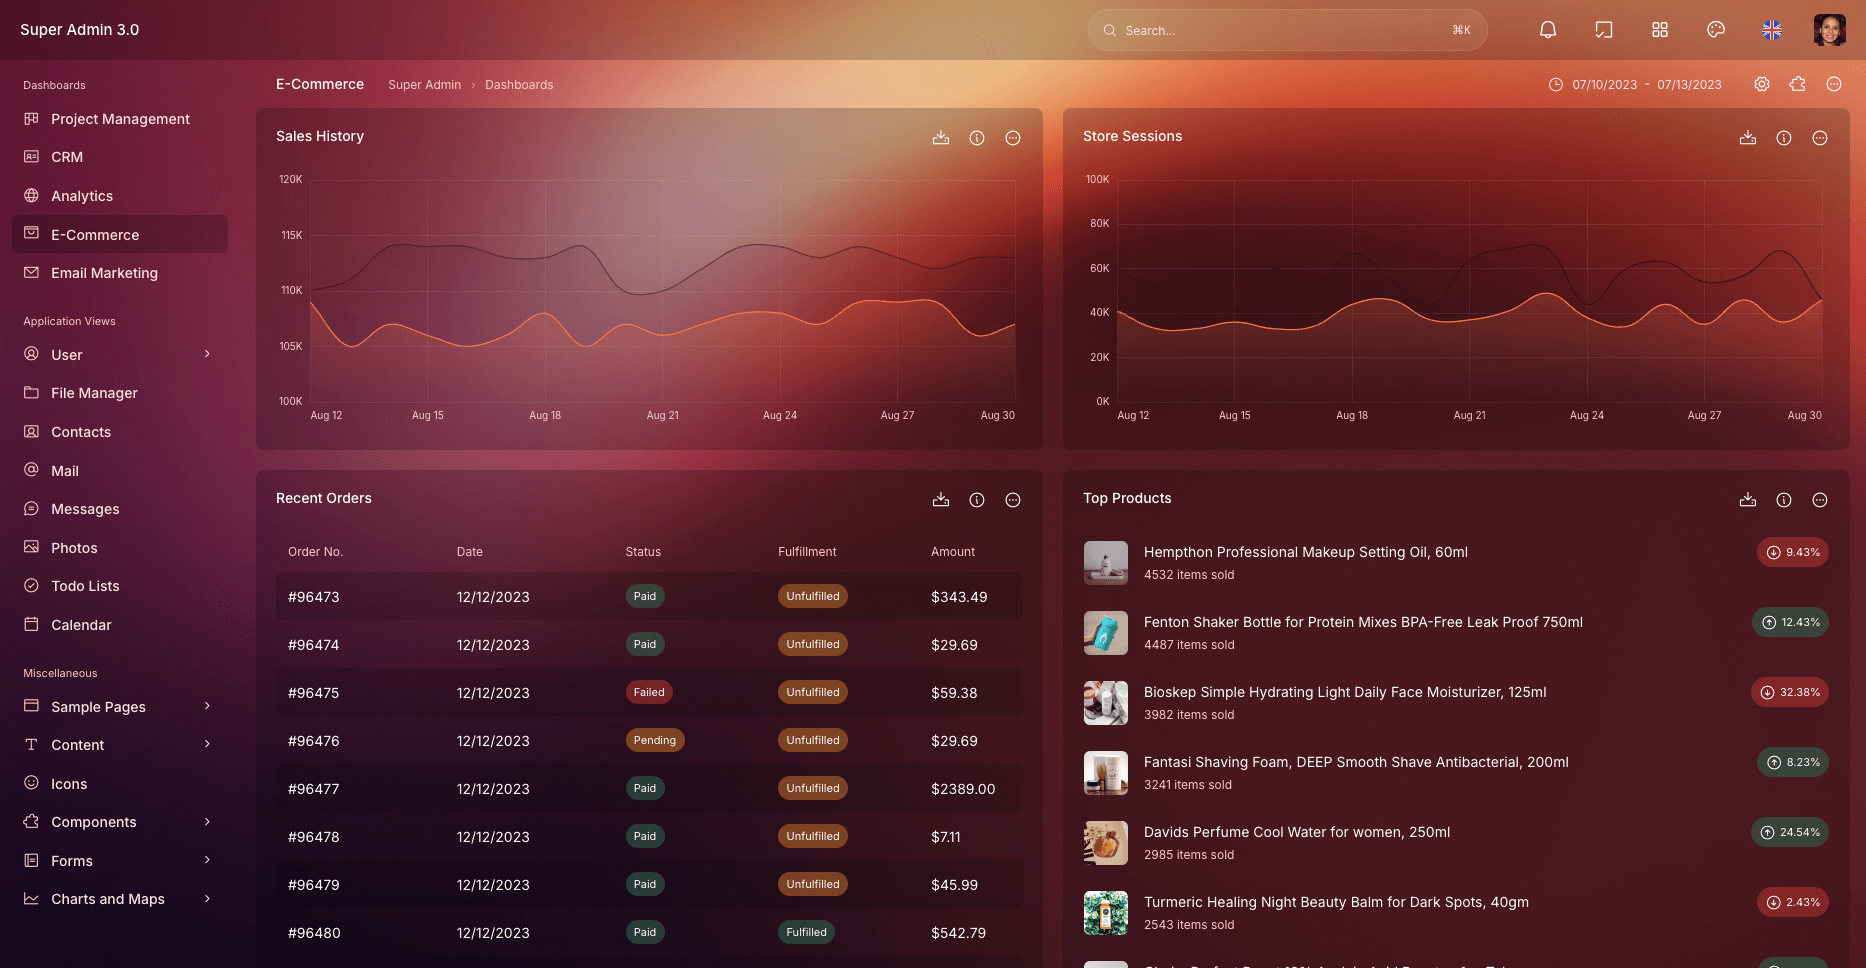 Super Admin 3.0
Search...
⌘K
Dashboards
Project Management
CRM
Analytics
E-Commerce
Email Marketing
Application Views
User
File Manager
Contacts
Mail
Messages
Photos
Todo Lists
Calendar
Miscellaneous
Sample Pages
Content
Icons
Components
Forms
Charts and Maps
E-Commerce Super Admin › Dashboards
07/10/2023 - 07/13/2023
Sales History
120K
115K
110K
105K
100K
Aug 12 Aug 15 Aug 18 Aug 21 Aug 24 Aug 27 Aug 30
Store Sessions
100K
80K
60K
40K
20K
0K
Aug 12 Aug 15 Aug 18 Aug 21 Aug 24 Aug 27 Aug 30
Recent Orders
Order No. Date Status Fulfillment Amount
#96473 12/12/2023 Paid Unfulfilled $343.49
#96474 12/12/2023 Paid Unfulfilled $29.69
#96475 12/12/2023 Failed Unfulfilled $59.38
#96476 12/12/2023 Pending Unfulfilled $29.69
#96477 12/12/2023 Paid Unfulfilled $2389.00
#96478 12/12/2023 Paid Unfulfilled $7.11
#96479 12/12/2023 Paid Unfulfilled $45.99
#96480 12/12/2023 Paid Fulfilled $542.79
Top Products
Hempthon Professional Makeup Setting Oil, 60ml
4532 items sold
9.43%
Fenton Shaker Bottle for Protein Mixes BPA-Free Leak Proof 750ml
4487 items sold
12.43%
Bioskep Simple Hydrating Light Daily Face Moisturizer, 125ml
3982 items sold
32.38%
Fantasi Shaving Foam, DEEP Smooth Shave Antibacterial, 200ml
3241 items sold
8.23%
Davids Perfume Cool Water for women, 250ml
2985 items sold
24.54%
Turmeric Healing Night Beauty Balm for Dark Spots, 40gm
2543 items sold
2.43%